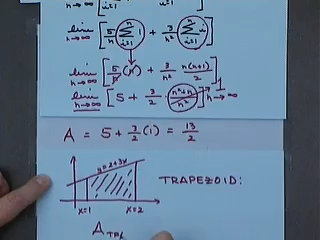 lim n→∞ [ 5/n Σ i=1 n 1 + 3/n² Σ i=1 n i ]
lim n→∞ [ 5/n (n) + 3/n² n(n+1)/2 ]
lim n→∞ [ 5 + 3/2 · (n²+n)/n² ] 1 n→∞
A = 5 + 3/2 (1) = 13/2
y=2+3x
TRAPEZOID:
x=1 x=2